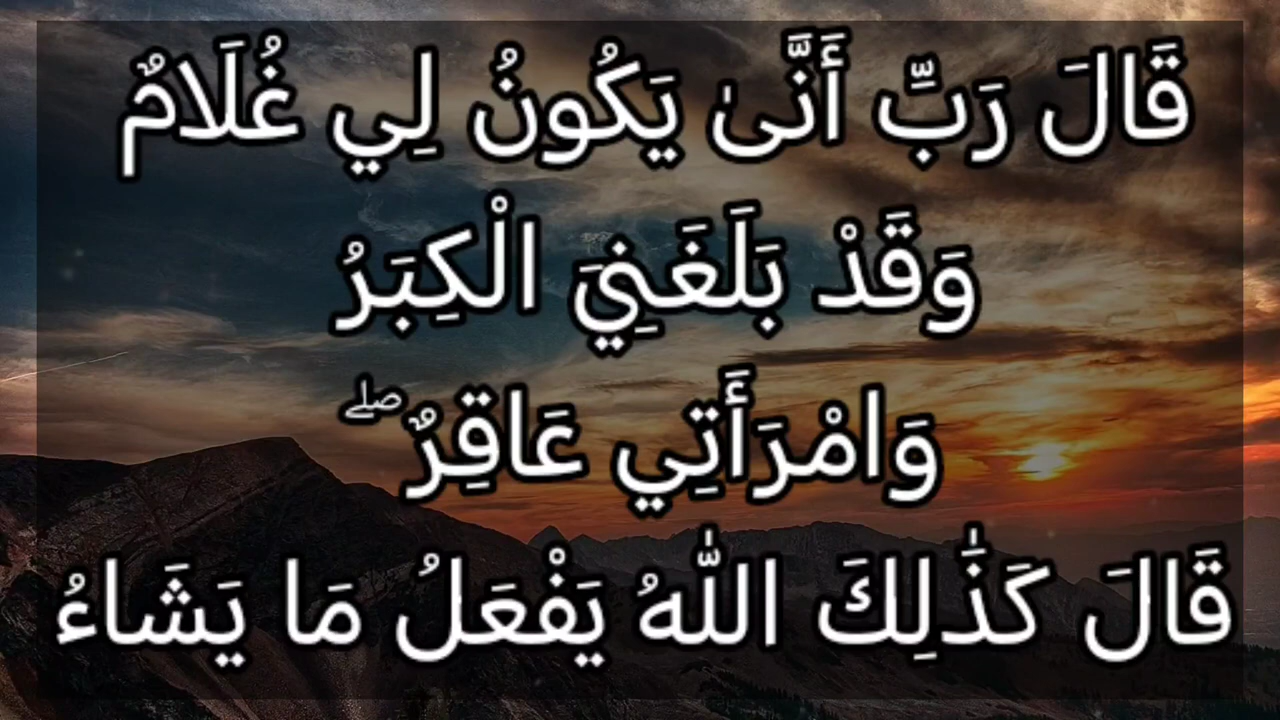 قَالَ رَبِّ أَنَّىٰ يَكُونُ لِي غُلَامٌ
وَقَدْ بَلَغَنِيَ الْكِبَرُ
وَامْرَأَتِي عَاقِرٌ ۖ
قَالَ كَذَٰلِكَ اللَّهُ يَفْعَلُ مَا يَشَاءُ